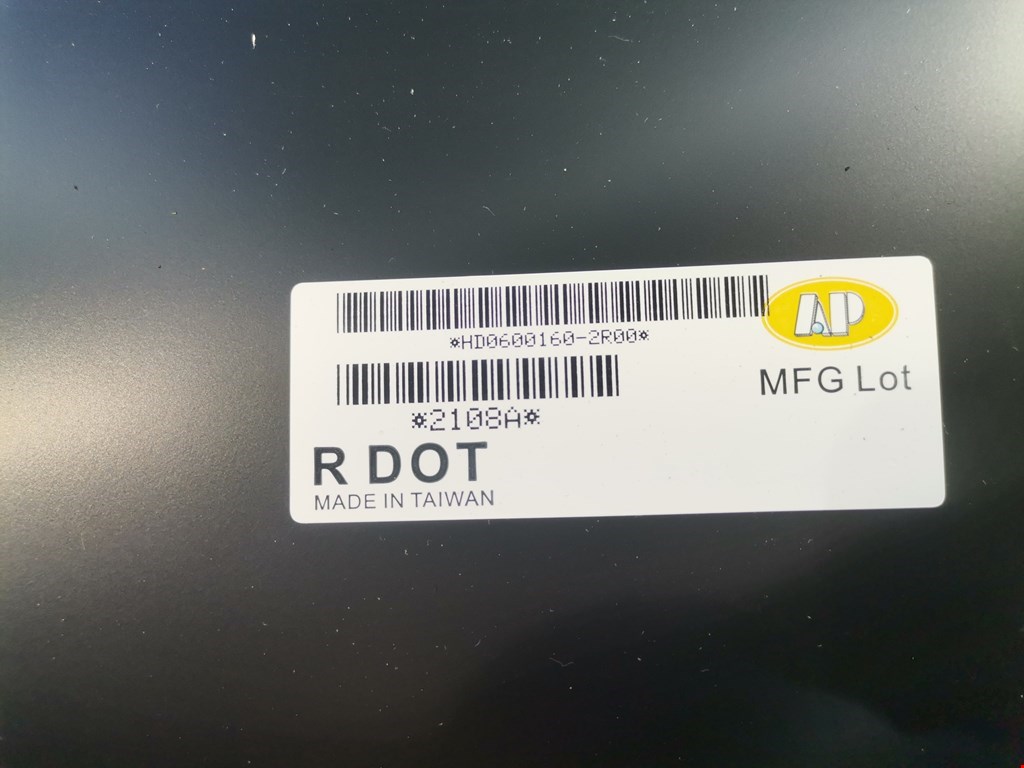 *HD0600160-2R00*
AP
MFG Lot
*2108A*
R DOT
MADE IN TAIWAN